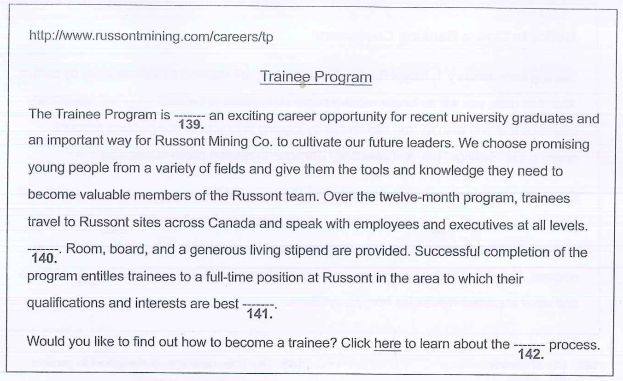 http://www.russontmining.com/careers/tp
Trainee Program
The Trainee Program is ------- an exciting career opportunity for recent university graduates and
139.
an important way for Russont Mining Co. to cultivate our future leaders. We choose promising
young people from a variety of fields and give them the tools and knowledge they need to
become valuable members of the Russont team. Over the twelve-month program, trainees
travel to Russont sites across Canada and speak with employees and executives at all levels.
-------. Room, board, and a generous living stipend are provided. Successful completion of the
140.
program entitles trainees to a full-time position at Russont in the area to which their
qualifications and interests are best -------.
141.
Would you like to find out how to become a trainee? Click here to learn about the ------- process.
142.